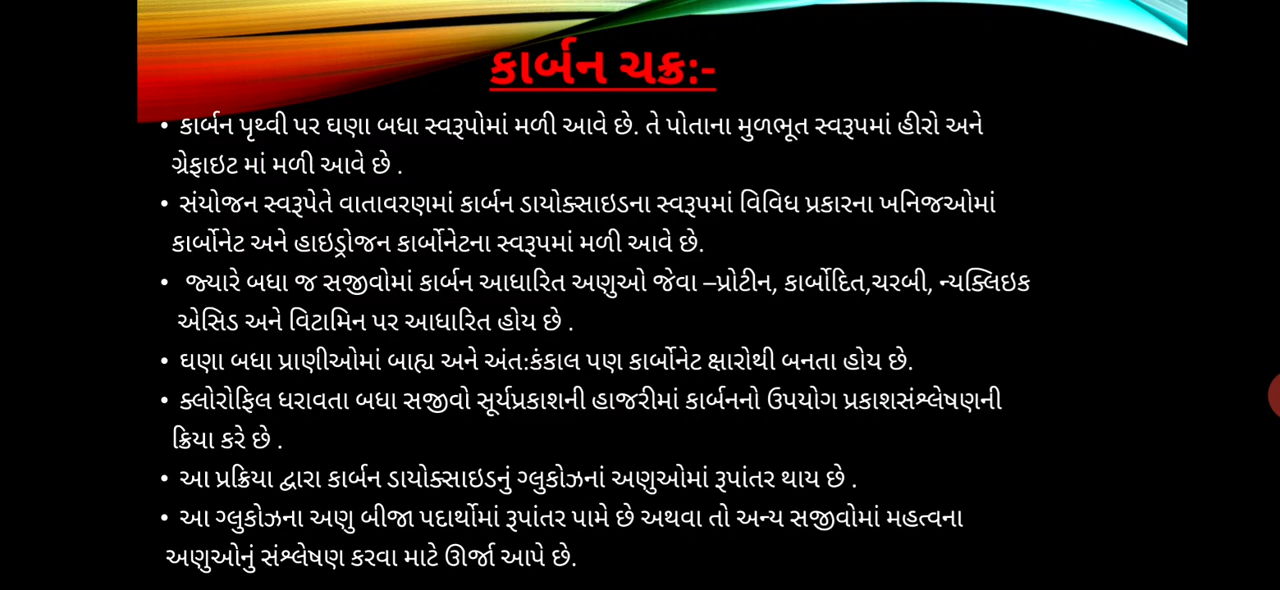 કાર્બન ચક્ર:-
• કાર્બન પૃથ્વી પર ઘણા બધા સ્વરૂપોમાં મળી આવે છે. તે પોતાના મુળભૂત સ્વરૂપમાં હીરો અને
ગ્રેફાઇટ માં મળી આવે છે .
• સંયોજન સ્વરૂપેતે વાતાવરણમાં કાર્બન ડાયોક્સાઇડના સ્વરૂપમાં વિવિધ પ્રકારના ખનિજઓમાં
કાર્બોનેટ અને હાઇડ્રોજન કાર્બોનેટના સ્વરૂપમાં મળી આવે છે.
• જ્યારે બધા જ સજીવોમાં કાર્બન આધારિત અણુઓ જેવા –પ્રોટીન, કાર્બોદિત,ચરબી, ન્યક્લિઇક
એસિડ અને વિટામિન પર આધારિત હોય છે .
• ઘણા બધા પ્રાણીઓમાં બાહ્ય અને અંત:કંકાલ પણ કાર્બોનેટ ક્ષારોથી બનતા હોય છે.
• ક્લોરોફિલ ધરાવતા બધા સજીવો સૂર્યપ્રકાશની હાજરીમાં કાર્બનનો ઉપયોગ પ્રકાશસંશ્લેષણની
ક્રિયા કરે છે .
• આ પ્રક્રિયા દ્વારા કાર્બન ડાયોક્સાઇડનું ગ્લુકોઝનાં અણુઓમાં રૂપાંતર થાય છે .
• આ ગ્લુકોઝના અણુ બીજા પદાર્થોમાં રૂપાંતર પામે છે અથવા તો અન્ય સજીવોમાં મહત્વના
અણુઓનું સંશ્લેષણ કરવા માટે ઊર્જા આપે છે.